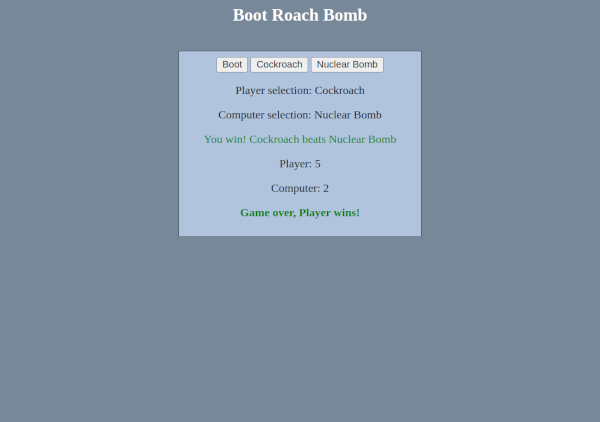 Boot Roach Bomb
Boot Cockroach Nuclear Bomb
Player selection: Cockroach
Computer selection: Nuclear Bomb
You win! Cockroach beats Nuclear Bomb
Player: 5
Computer: 2
Game over, Player wins!